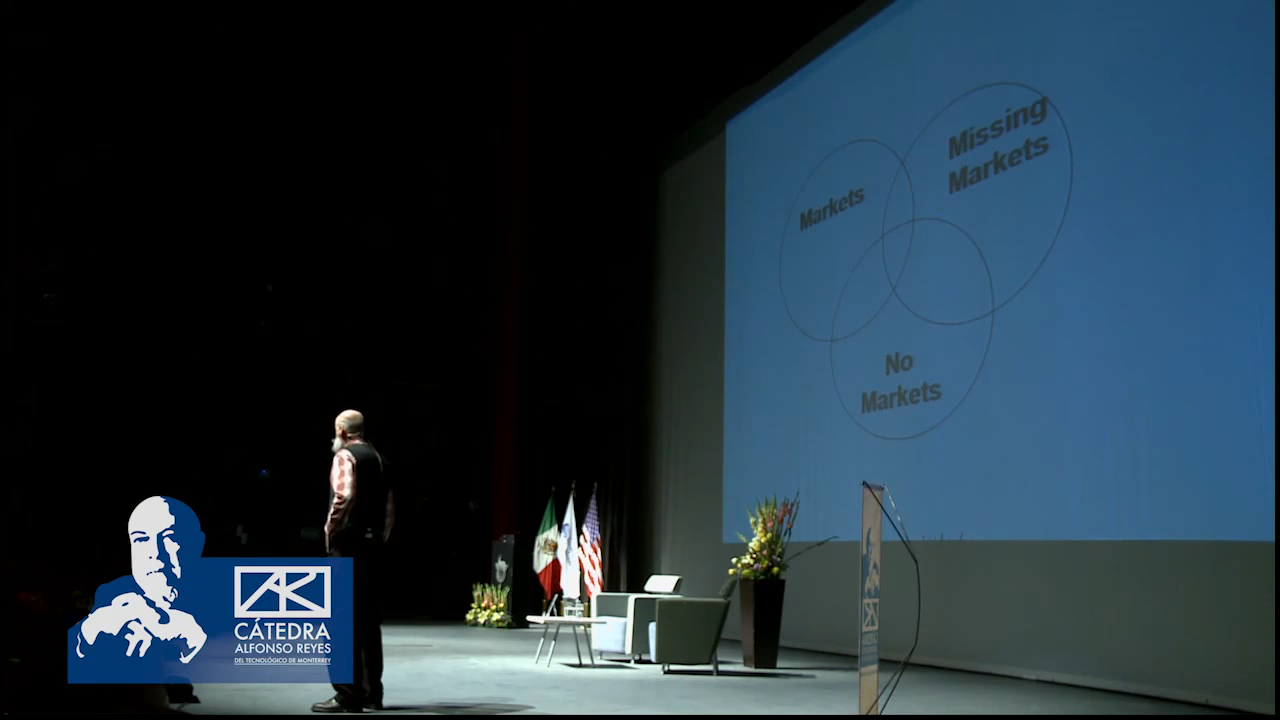 Missing
Markets
Markets
No
Markets
CÁTEDRA
ALFONSO REYES
DEL TECNOLÓGICO DE MONTERREY